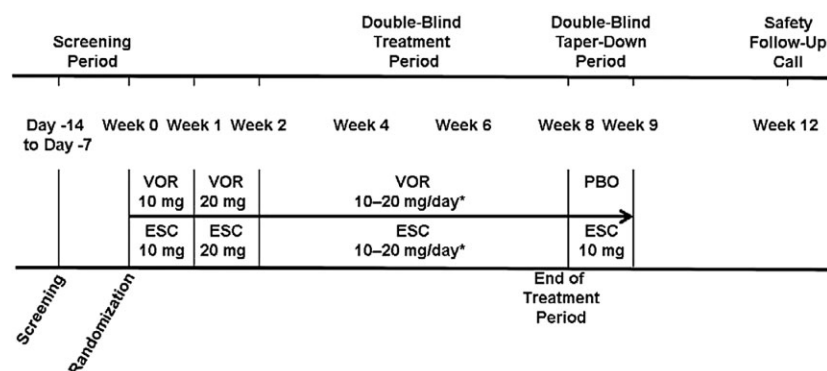 Screening
Period
Double-Blind
Treatment
Period
Double-Blind
Taper-Down
Period
Safety
Follow-Up
Call
Day -14
to Day -7
Week 0
Week 1
Week 2
Week 4
Week 6
Week 8
Week 9
Week 12
VOR
10 mg
VOR
20 mg
VOR
10–20 mg/day*
PBO
ESC
10 mg
ESC
20 mg
ESC
10–20 mg/day*
ESC
10 mg
Screening
Randomization
End of
Treatment
Period